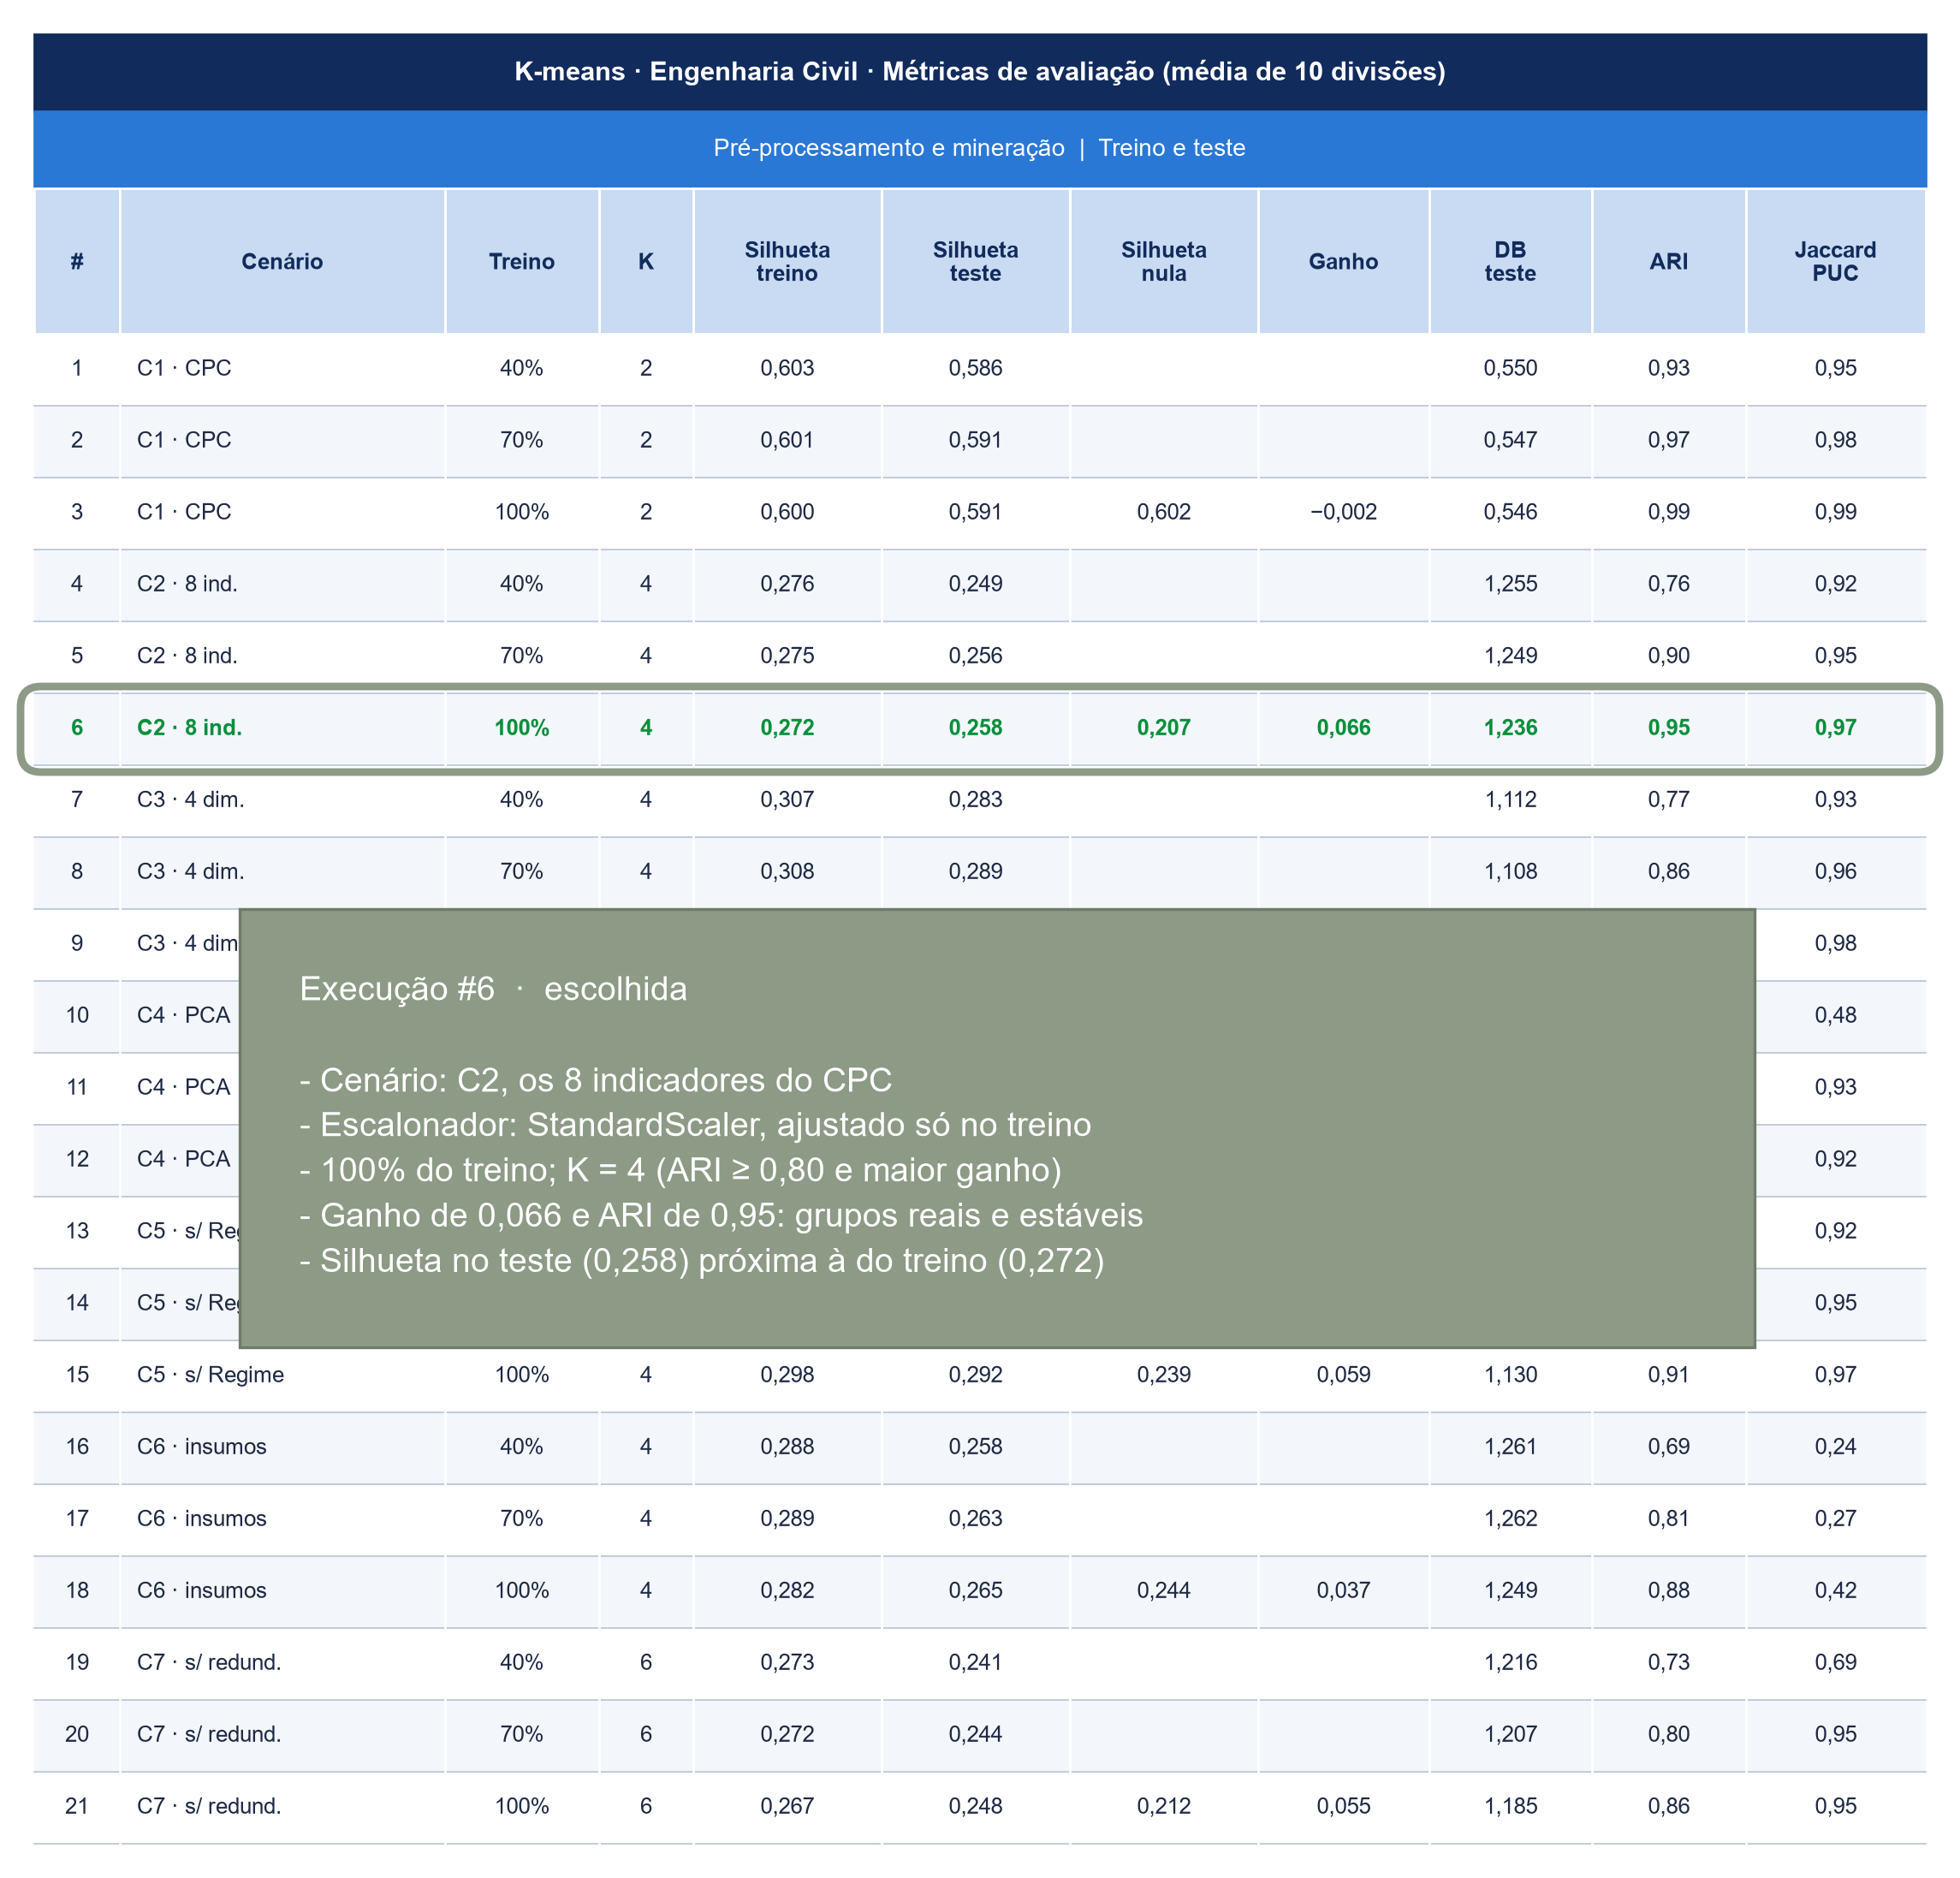 K-means · Engenharia Civil · Métricas de avaliação (média de 10 divisões)
Pré-processamento e mineração | Treino e teste
# Cenário Treino K Silhueta treino Silhueta teste Silhueta nula Ganho DB teste ARI Jaccard PUC
1 C1 · CPC 40% 2 0,603 0,586 0,550 0,93 0,95
2 C1 · CPC 70% 2 0,601 0,591 0,547 0,97 0,98
3 C1 · CPC 100% 2 0,600 0,591 0,602 −0,002 0,546 0,99 0,99
4 C2 · 8 ind. 40% 4 0,276 0,249 1,255 0,76 0,92
5 C2 · 8 ind. 70% 4 0,275 0,256 1,249 0,90 0,95
6 C2 · 8 ind. 100% 4 0,272 0,258 0,207 0,066 1,236 0,95 0,97
7 C3 · 4 dim. 40% 4 0,307 0,283 1,112 0,77 0,93
8 C3 · 4 dim. 70% 4 0,308 0,289 1,108 0,86 0,96
9 C3 · 4 dim 0,98
10 C4 · PCA 0,48
11 C4 · PCA 0,93
12 C4 · PCA 0,92
13 C5 · s/ Reg 0,92
14 C5 · s/ Reg 0,95
Execução #6 · escolhida
- Cenário: C2, os 8 indicadores do CPC
- Escalonador: StandardScaler, ajustado só no treino
- 100% do treino; K = 4 (ARI ≥ 0,80 e maior ganho)
- Ganho de 0,066 e ARI de 0,95: grupos reais e estáveis
- Silhueta no teste (0,258) próxima à do treino (0,272)
15 C5 · s/ Regime 100% 4 0,298 0,292 0,239 0,059 1,130 0,91 0,97
16 C6 · insumos 40% 4 0,288 0,258 1,261 0,69 0,24
17 C6 · insumos 70% 4 0,289 0,263 1,262 0,81 0,27
18 C6 · insumos 100% 4 0,282 0,265 0,244 0,037 1,249 0,88 0,42
19 C7 · s/ redund. 40% 6 0,273 0,241 1,216 0,73 0,69
20 C7 · s/ redund. 70% 6 0,272 0,244 1,207 0,80 0,95
21 C7 · s/ redund. 100% 6 0,267 0,248 0,212 0,055 1,185 0,86 0,95